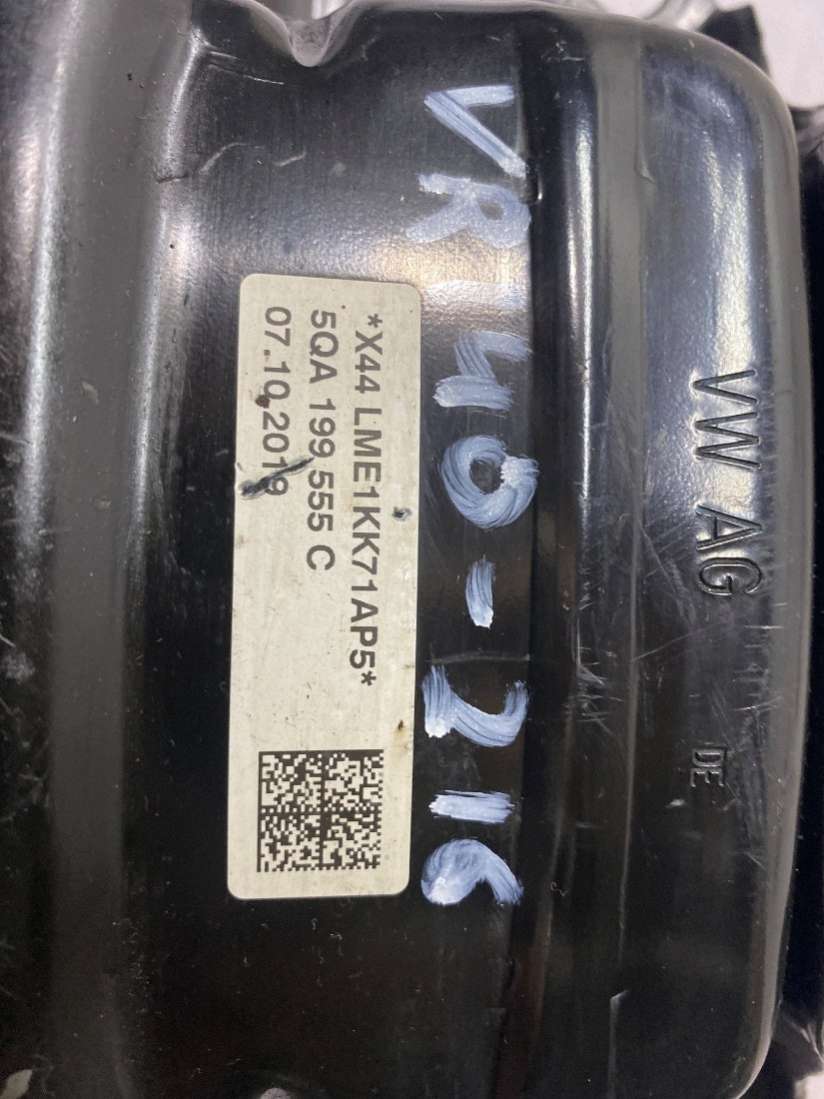 VW AG
DE
VR 40-216
*X44 LME1KK71AP5*
5QA 199 555 C
07.10.2019